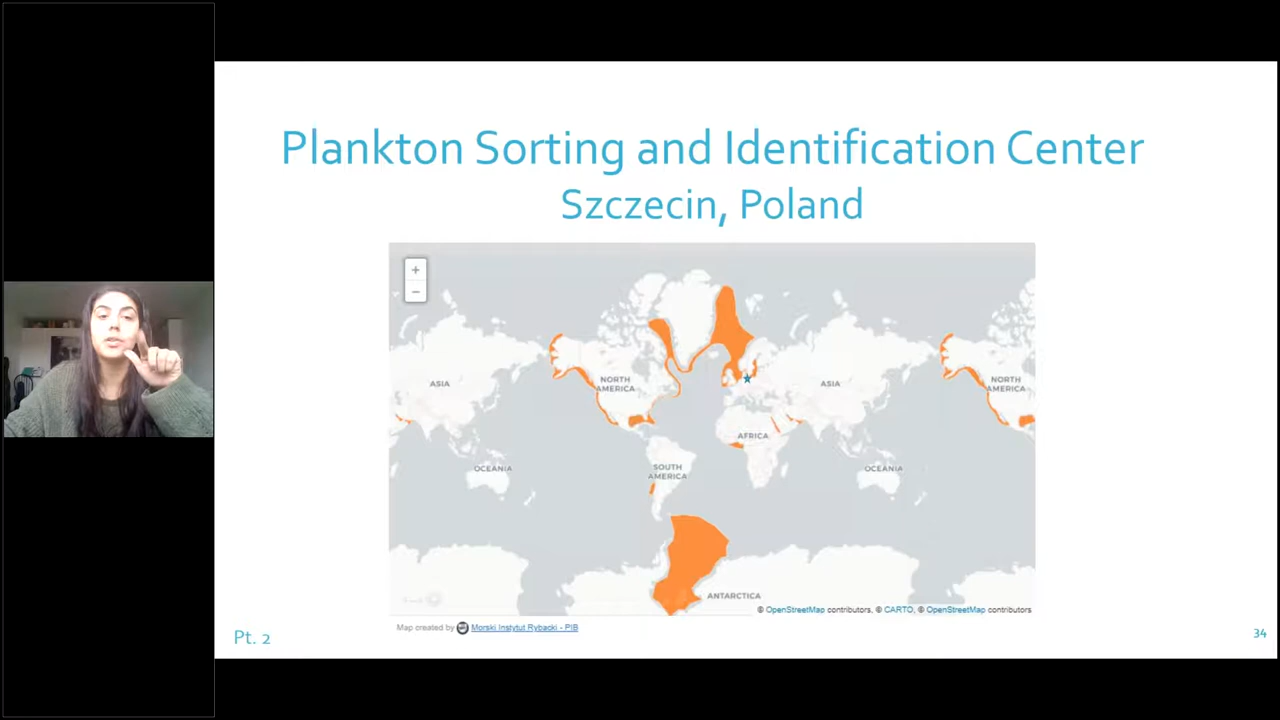 Plankton Sorting and Identification Center
Szczecin, Poland
+
−
ASIA
NORTH
AMERICA
ASIA
NORTH
AMERICA
AFRICA
OCEANIA
SOUTH
AMERICA
OCEANIA
ANTARCTICA
© OpenStreetMap contributors, © CARTO, © OpenStreetMap contributors
Map created by Morski Instytut Rybacki - PIB
Pt. 2
34